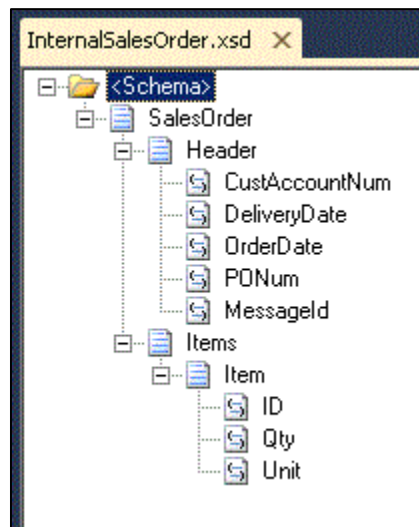 InternalSalesOrder.xsd
<Schema>
SalesOrder
Header
CustAccountNum
DeliveryDate
OrderDate
PONum
MessageId
Items
Item
ID
Qty
Unit